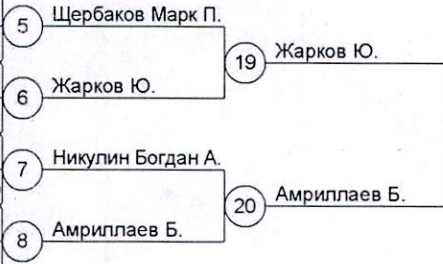 5 Щербаков Марк П.
19 Жарков Ю.
6 Жарков Ю.
7 Никулин Богдан А.
20 Амриллаев Б.
8 Амриллаев Б.